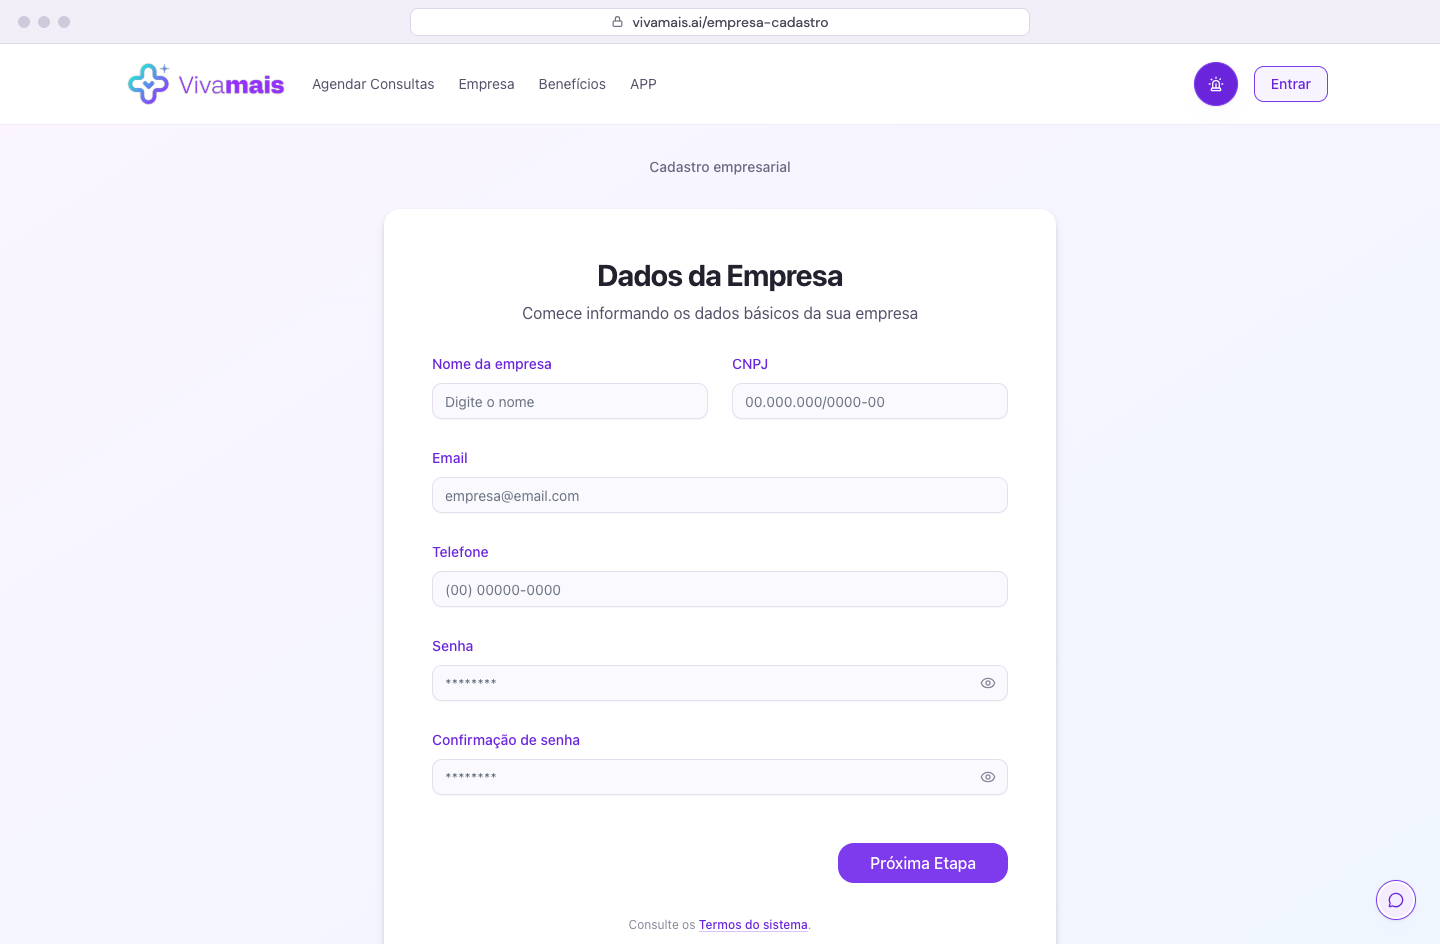 vivamais.ai/empresa-cadastro
Vivamais
Agendar Consultas
Empresa
Benefícios
APP
Entrar
Cadastro empresarial
Dados da Empresa
Comece informando os dados básicos da sua empresa
Nome da empresa
Digite o nome
CNPJ
00.000.000/0000-00
Email
empresa@email.com
Telefone
(00) 00000-0000
Senha
********
Confirmação de senha
********
Próxima Etapa
Consulte os Termos do sistema.